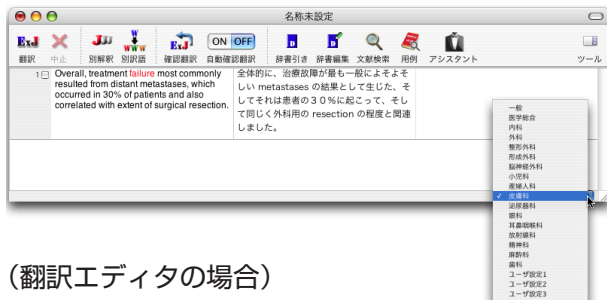 名称未設定
ExJ JJJ W WWW ExJ ON OFF D D
翻訳 中止 別解釈 別訳語 確認翻訳 自動確認翻訳 辞書引き 辞書編集 文献検索 用例 アシスタント ツール
1 Overall, treatment failure most commonly
resulted from distant metastases, which
occurred in 30% of patients and also
correlated with extent of surgical resection.
全体的に、治療故障が最も一般によそよそ
しい metastases の結果として生じた、そ
してそれは患者の30%に起こって、そし
て同じく外科用の resection の程度と関連
しました。
一般
医学総合
内科
外科
整形外科
形成外科
脳神経外科
小児科
産婦人科
✓ 皮膚科
泌尿器科
眼科
耳鼻咽喉科
放射線科
精神科
麻酔科
歯科
ユーザ設定1
ユーザ設定2
ユーザ設定3
（翻訳エディタの場合）